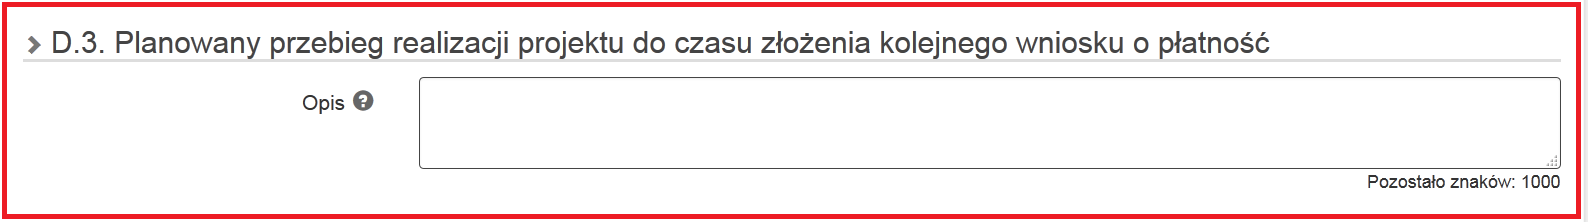 D.3. Planowany przebieg realizacji projektu do czasu złożenia kolejnego wniosku o płatność
Opis
Pozostało znaków: 1000